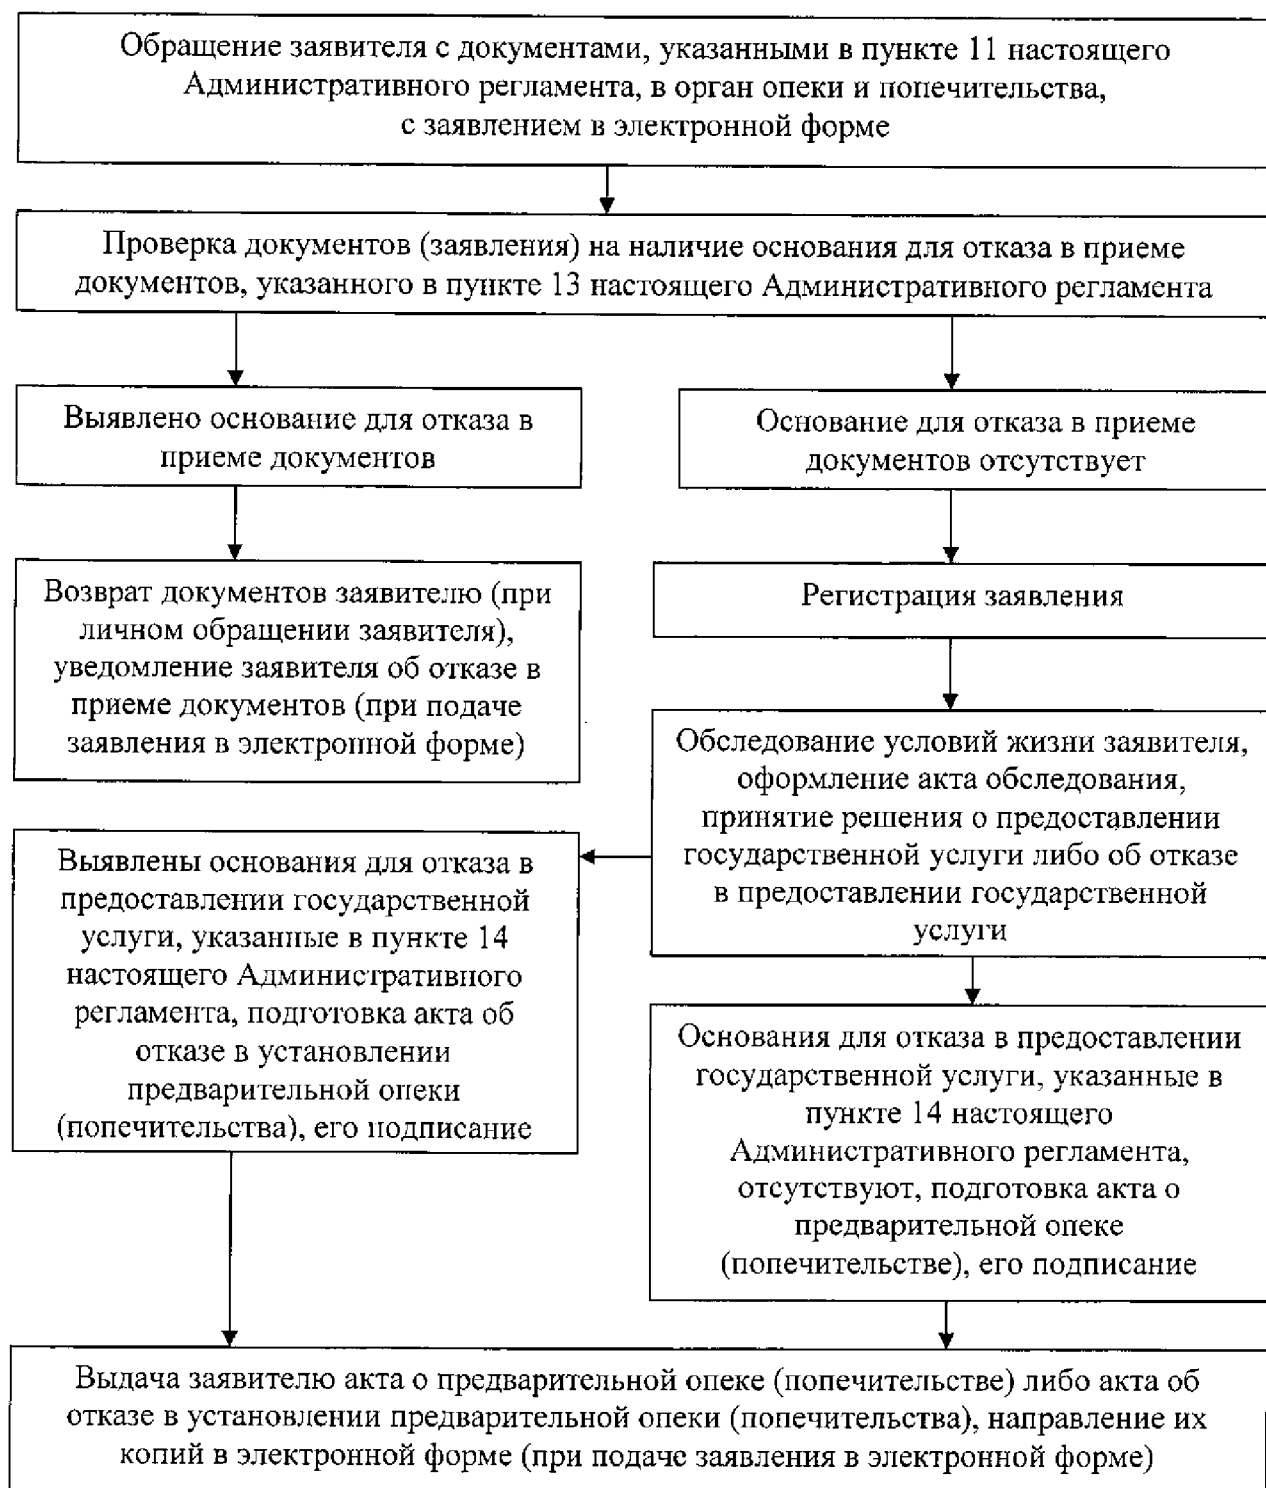 Обращение заявителя с документами, указанными в пункте 11 настоящего
Административного регламента, в орган опеки и попечительства,
с заявлением в электронной форме
Проверка документов (заявления) на наличие основания для отказа в приеме
документов, указанного в пункте 13 настоящего Административного регламента
Выявлено основание для отказа в
приеме документов
Основание для отказа в приеме
документов отсутствует
Возврат документов заявителю (при
личном обращении заявителя),
уведомление заявителя об отказе в
приеме документов (при подаче
заявления в электронной форме)
Регистрация заявления
Обследование условий жизни заявителя,
оформление акта обследования,
принятие решения о предоставлении
государственной услуги либо об отказе
в предоставлении государственной
услуги
Выявлены основания для отказа в
предоставлении государственной
услуги, указанные в пункте 14
настоящего Административного
регламента, подготовка акта об
отказе в установлении
предварительной опеки
(попечительства), его подписание
Основания для отказа в предоставлении
государственной услуги, указанные в
пункте 14 настоящего
Административного регламента,
отсутствуют, подготовка акта о
предварительной опеке
(попечительстве), его подписание
Выдача заявителю акта о предварительной опеке (попечительстве) либо акта об
отказе в установлении предварительной опеки (попечительства), направление их
копий в электронной форме (при подаче заявления в электронной форме)